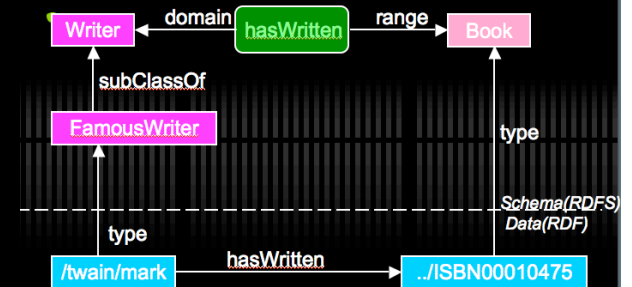 Writer domain hasWritten range Book
subClassOf
FamousWriter
type
Schema(RDFS)
Data(RDF)
type
hasWritten
/twain/mark ../ISBN00010475